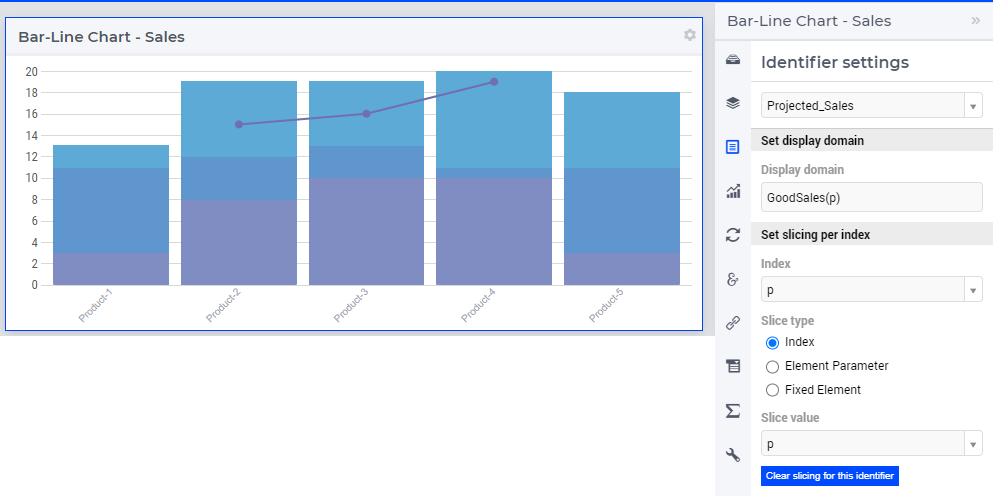 Bar-Line Chart - Sales
20
18
16
14
12
10
8
6
4
2
0
Product-1
Product-2
Product-3
Product-4
Product-5
Bar-Line Chart - Sales
»
Identifier settings
Projected_Sales
Set display domain
Display domain
GoodSales(p)
Set slicing per index
Index
p
Slice type
Index
Element Parameter
Fixed Element
Slice value
p
Clear slicing for this identifier